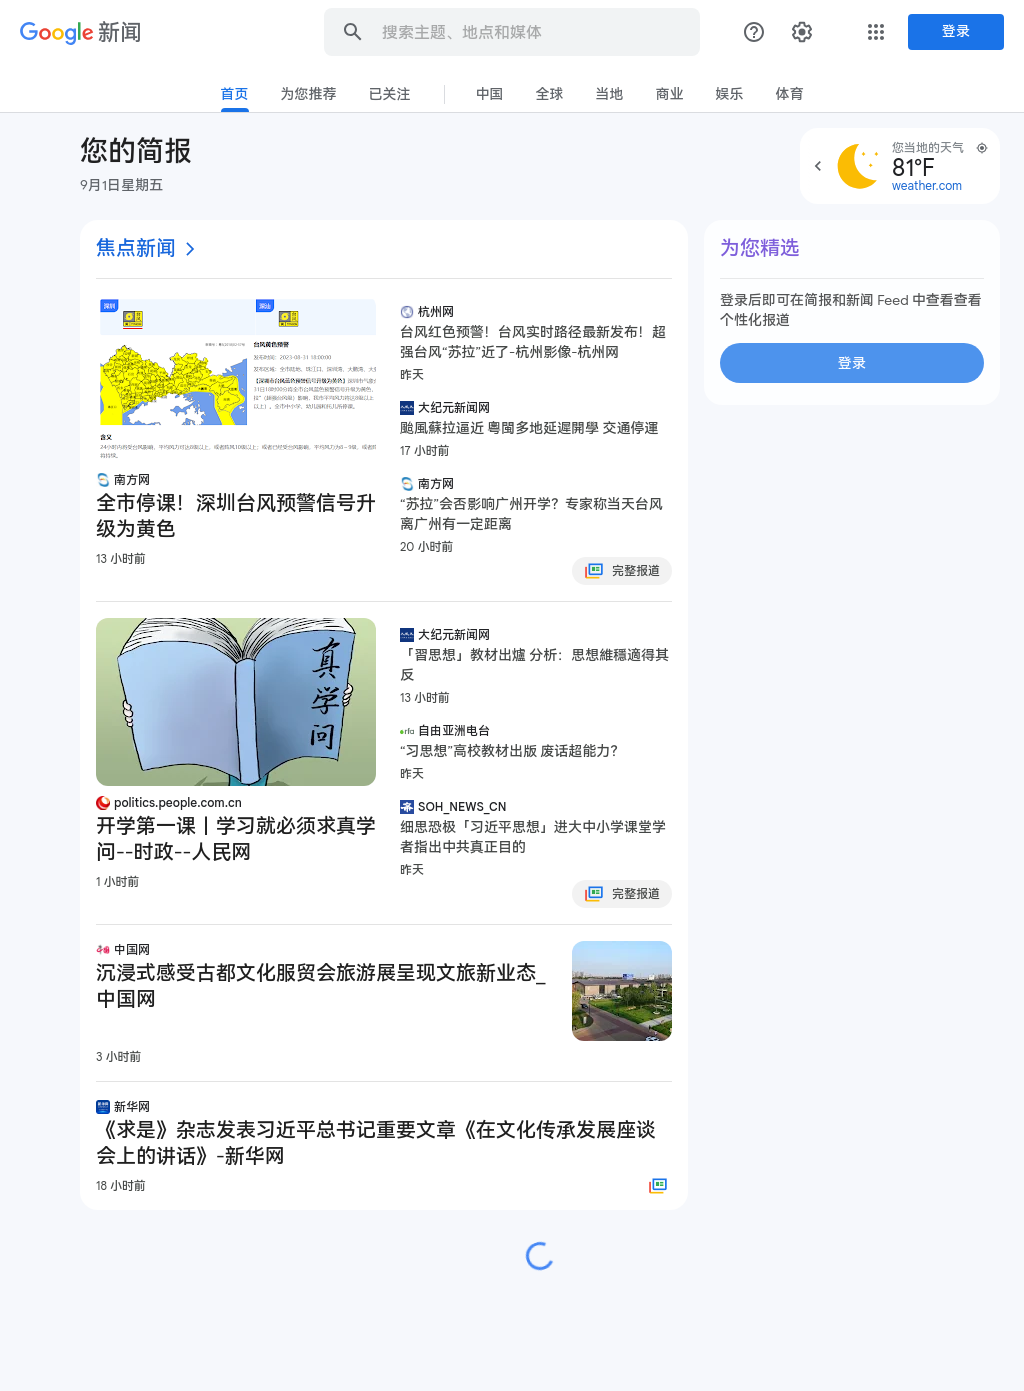 Google 新闻
搜索主题、地点和媒体
登录
首页
为您推荐
已关注
中国
全球
当地
商业
娱乐
体育
您的简报
9月1日星期五
您当地的天气
81°F
weather.com
焦点新闻
深圳
深汕
台风黄色预警
发布时间：2023-08-31 18:00:00
含义
南方网
全市停课！深圳台风预警信号升
级为黄色
13 小时前
杭州网
台风红色预警！台风实时路径最新发布！超
强台风“苏拉”近了-杭州影像-杭州网
昨天
大纪元新闻网
颱風蘇拉逼近 粵閩多地延遲開學 交通停運
17 小时前
南方网
“苏拉”会否影响广州开学？专家称当天台风
离广州有一定距离
20 小时前
完整报道
真学问
politics.people.com.cn
开学第一课丨学习就必须求真学
问--时政--人民网
1 小时前
大纪元新闻网
「習思想」教材出爐 分析：思想維穩適得其
反
13 小时前
rfa 自由亚洲电台
“习思想”高校教材出版 废话超能力？
昨天
SOH_NEWS_CN
细思恐极「习近平思想」进大中小学课堂学
者指出中共真正目的
昨天
完整报道
中国网
沉浸式感受古都文化服贸会旅游展呈现文旅新业态_
中国网
3 小时前
新华网
《求是》杂志发表习近平总书记重要文章《在文化传承发展座谈
会上的讲话》-新华网
18 小时前
为您精选
登录后即可在简报和新闻 Feed 中查看查看
个性化报道
登录